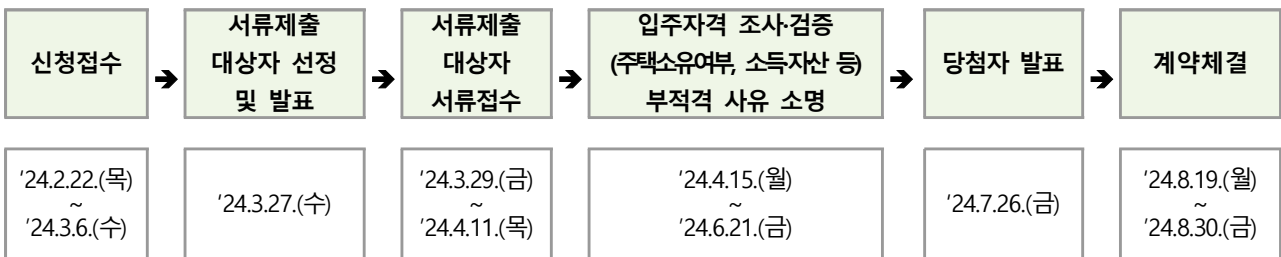 신청접수
➔
서류제출
대상자 선정
및 발표
➔
서류제출
대상자
서류접수
➔
입주자격 조사·검증
(주택소유여부, 소득자산 등)
부적격 사유 소명
➔
당첨자 발표
➔
계약체결
'24.2.22.(목)
~
'24.3.6.(수)
'24.3.27.(수)
'24.3.29.(금)
~
'24.4.11.(목)
'24.4.15.(월)
~
'24.6.21.(금)
'24.7.26.(금)
'24.8.19.(월)
~
'24.8.30.(금)